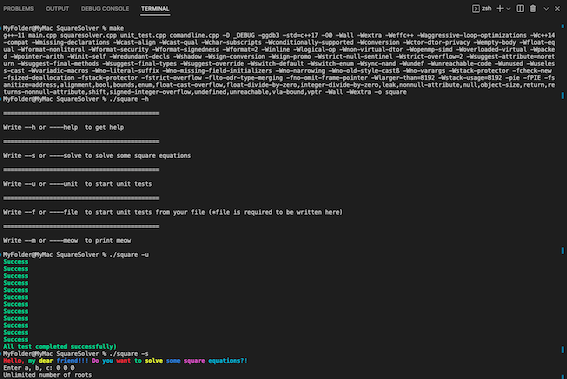 PROBLEMS OUTPUT DEBUG CONSOLE TERMINAL zsh
MyFolder@MyMac SquareSolver % make
g++-11 main.cpp squaresolver.cpp unit_test.cpp comandline.cpp -D _DEBUG -ggdb3 -std=c++17 -O0 -Wall -Wextra -Weffc++ -Waggressive-loop-optimizations -Wc++14
-compat -Wmissing-declarations -Wcast-align -Wcast-qual -Wchar-subscripts -Wconditionally-supported -Wconversion -Wctor-dtor-privacy -Wempty-body -Wfloat-equ
al -Wformat-nonliteral -Wformat-security -Wformat-signedness -Wformat=2 -Winline -Wlogical-op -Wnon-virtual-dtor -Wopenmp-simd -Woverloaded-virtual -Wpacke
d -Wpointer-arith -Winit-self -Wredundant-decls -Wshadow -Wsign-conversion -Wsign-promo -Wstrict-null-sentinel -Wstrict-overflow=2 -Wsuggest-attribute=noret
urn -Wsuggest-final-methods -Wsuggest-final-types -Wsuggest-override -Wswitch-default -Wswitch-enum -Wsync-nand -Wundef -Wunreachable-code -Wunused -Wuseles
s-cast -Wvariadic-macros -Wno-literal-suffix -Wno-missing-field-initializers -Wno-narrowing -Wno-old-style-cast -Wno-varargs -Wstack-protector -fcheck-new
-fsized-deallocation -fstack-protector -fstrict-overflow -flto-odr-type-merging -fno-omit-frame-pointer -Wlarger-than=8192 -Wstack-usage=8192 -pie -fPIE -fs
anitize=address,alignment,bool,bounds,enum,float-cast-overflow,float-divide-by-zero,integer-divide-by-zero,leak,nonnull-attribute,null,object-size,return,re
turns-nonnull-attribute,shift,signed-integer-overflow,undefined,unreachable,vla-bound,vptr -Wall -Wextra -o square
MyFolder@MyMac SquareSolver % ./square -h
========================================
Write --h or ----help to get help
========================================
Write --s or ----solve to solve some square equations
========================================
Write --u or ----unit to start unit tests
========================================
Write --f or ----file to start unit tests from your file (*file is required to be written here)
========================================
Write --m or ----meow to print meow
MyFolder@MyMac SquareSolver % ./square -u
Success
Success
Success
Success
Success
Success
Success
Success
Success
Success
Success
Success
All test completed successfully)
MyFolder@MyMac SquareSolver % ./square -s
Hello, my dear friend!!! Do you want to solve some square equations?!
Enter a, b, c: 0 0 0
Unlimited number of roots